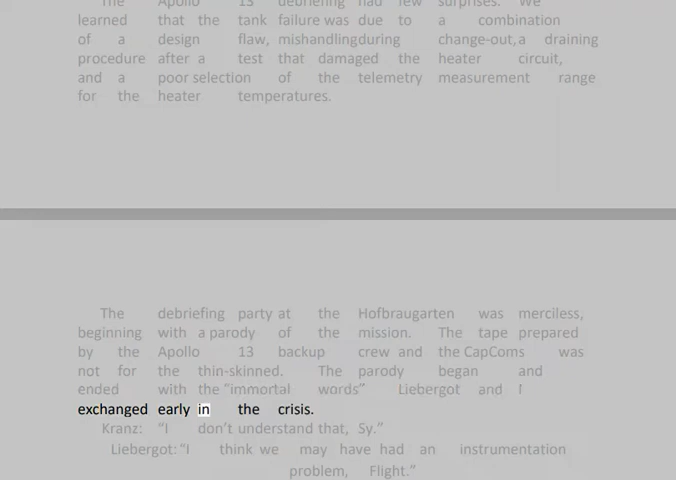 The Apollo 13 debriefing had few surprises. We
learned that the tank failure was due to a combination
of a design flaw, mishandlingduring change-out, a draining
procedure after a test that damaged the heater circuit,
and a poor selection of the telemetry measurement range
for the heater temperatures.
The debriefing party at the Hofbraugarten was merciless,
beginning with a parody of the mission. The tape prepared
by the Apollo 13 backup crew and the CapComs was
not for the thin-skinned. The parody began and
ended with the “immortal words” Liebergot and I
exchanged early in the crisis.
Kranz: “I don’t understand that, Sy.”
Liebergot: “I think we may have had an instrumentation
problem, Flight.”